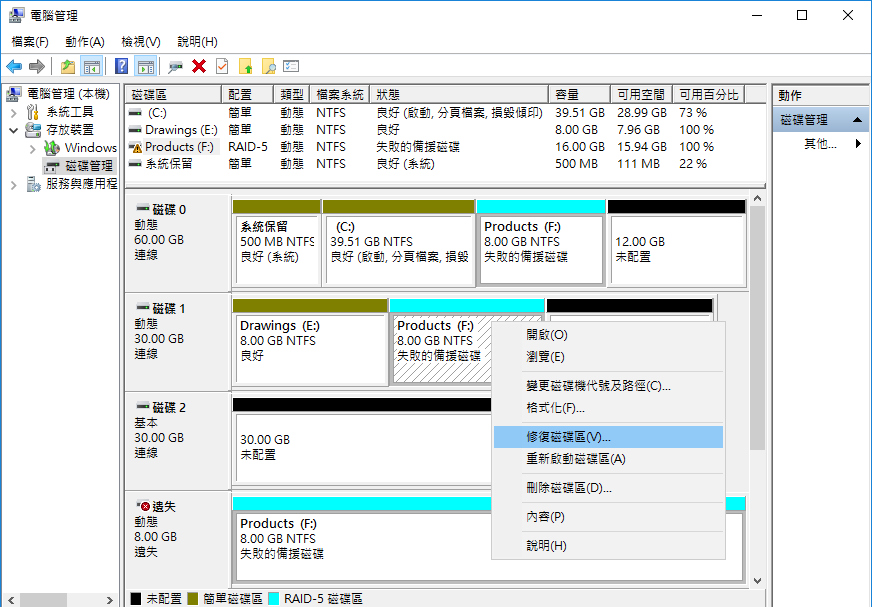 電腦管理
檔案(F) 動作(A) 檢視(V) 說明(H)
電腦管理 (本機)
系統工具
存放裝置
Windows
磁碟管理
服務與應用程
磁碟區 配置 類型 檔案系統 狀態 容量 可用空間 可用百分比
(C:) 簡單 動態 NTFS 良好 (啟動, 分頁檔案, 損毀傾印) 39.51 GB 28.99 GB 73 %
Drawings (E:) 簡單 動態 NTFS 良好 8.00 GB 7.96 GB 100 %
Products (F:) RAID-5 動態 NTFS 失敗的備援磁碟 16.00 GB 15.94 GB 100 %
系統保留 簡單 動態 NTFS 良好 (系統) 500 MB 111 MB 22 %
動作
磁碟管理
其他...
磁碟 0
動態
60.00 GB
連線
系統保留
500 MB NTFS
良好 (系統)
(C:)
39.51 GB NTFS
良好 (啟動, 分頁檔案, 損毀
Products (F:)
8.00 GB NTFS
失敗的備援磁碟
12.00 GB
未配置
磁碟 1
動態
30.00 GB
連線
Drawings (E:)
8.00 GB NTFS
良好
Products (F:)
8.00 GB NTFS
失敗的備援磁碟
磁碟 2
基本
30.00 GB
連線
30.00 GB
未配置
遺失
動態
8.00 GB
遺失
Products (F:)
8.00 GB NTFS
失敗的備援磁碟
開啟(O)
瀏覽(E)
變更磁碟機代號及路徑(C)...
格式化(F)...
修復磁碟區(V)...
重新啟動磁碟區(A)
刪除磁碟區(D)...
內容(P)
說明(H)
未配置 簡單磁碟區 RAID-5 磁碟區